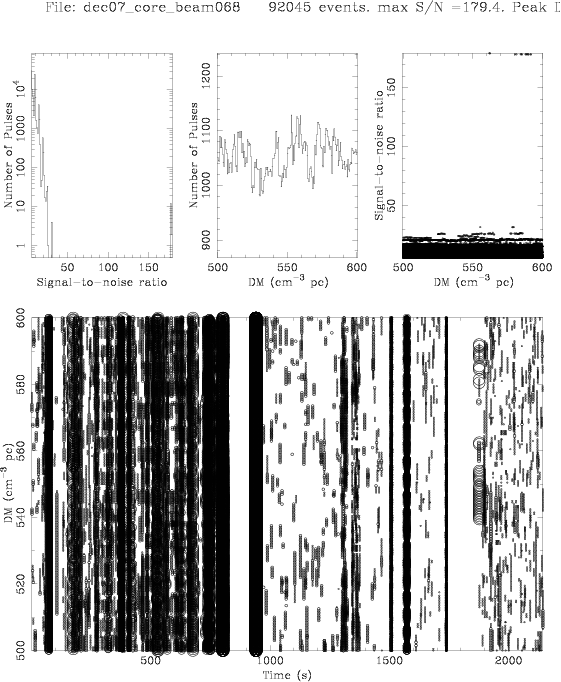 File: dec07_core_beam068 92045 events. max S/N =179.4. Peak D
Number of Pulses
10⁴
1000
100
10
1
50 100 150
Signal-to-noise ratio
Number of Pulses
1200
1100
1000
900
500 550 600
DM (cm⁻³ pc)
Signal-to-noise ratio
150
100
50
500 550 600
DM (cm⁻³ pc)
DM (cm⁻³ pc)
600
580
560
540
520
500
500 1000 1500 2000
Time (s)